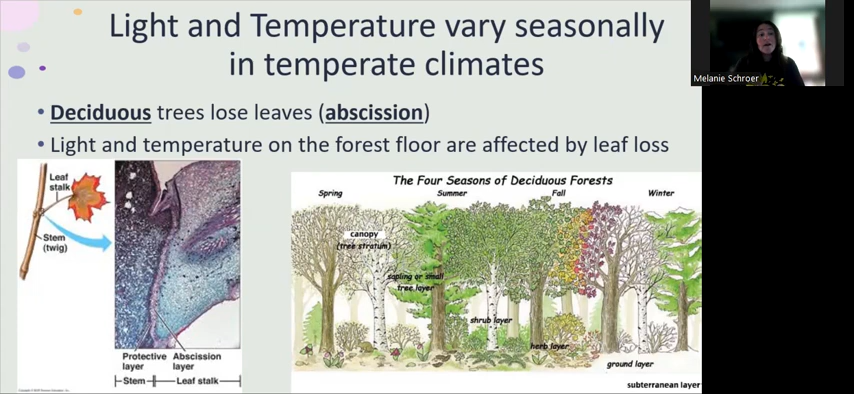 Light and Temperature vary seasonally
in temperate climates
Melanie Schroer
• Deciduous trees lose leaves (abscission)
• Light and temperature on the forest floor are affected by leaf loss
Leaf
stalk
Stem
(twig)
Protective
layer
Abscission
layer
Stem
Leaf stalk
The Four Seasons of Deciduous Forests
Spring
Summer
Fall
Winter
canopy
(tree stratum)
sapling or small
tree layer
shrub layer
herb layer
ground layer
subterranean layer